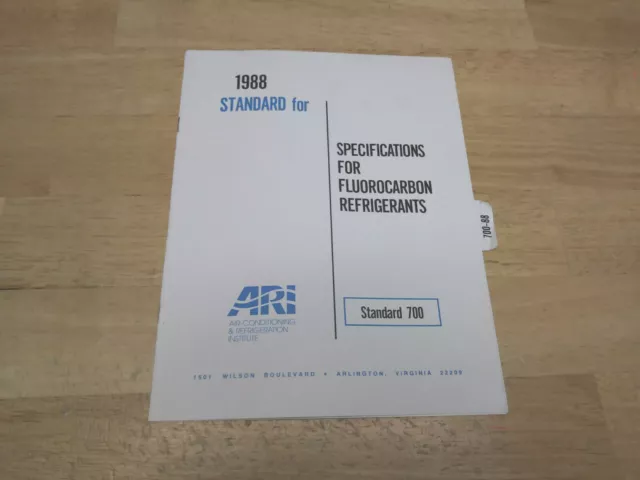 1988
STANDARD for
SPECIFICATIONS
FOR
FLUOROCARBON
REFRIGERANTS
700-88
ARI
AIR-CONDITIONING
& REFRIGERATION
INSTITUTE
Standard 700
1501 WILSON BOULEVARD • ARLINGTON, VIRGINIA 22209